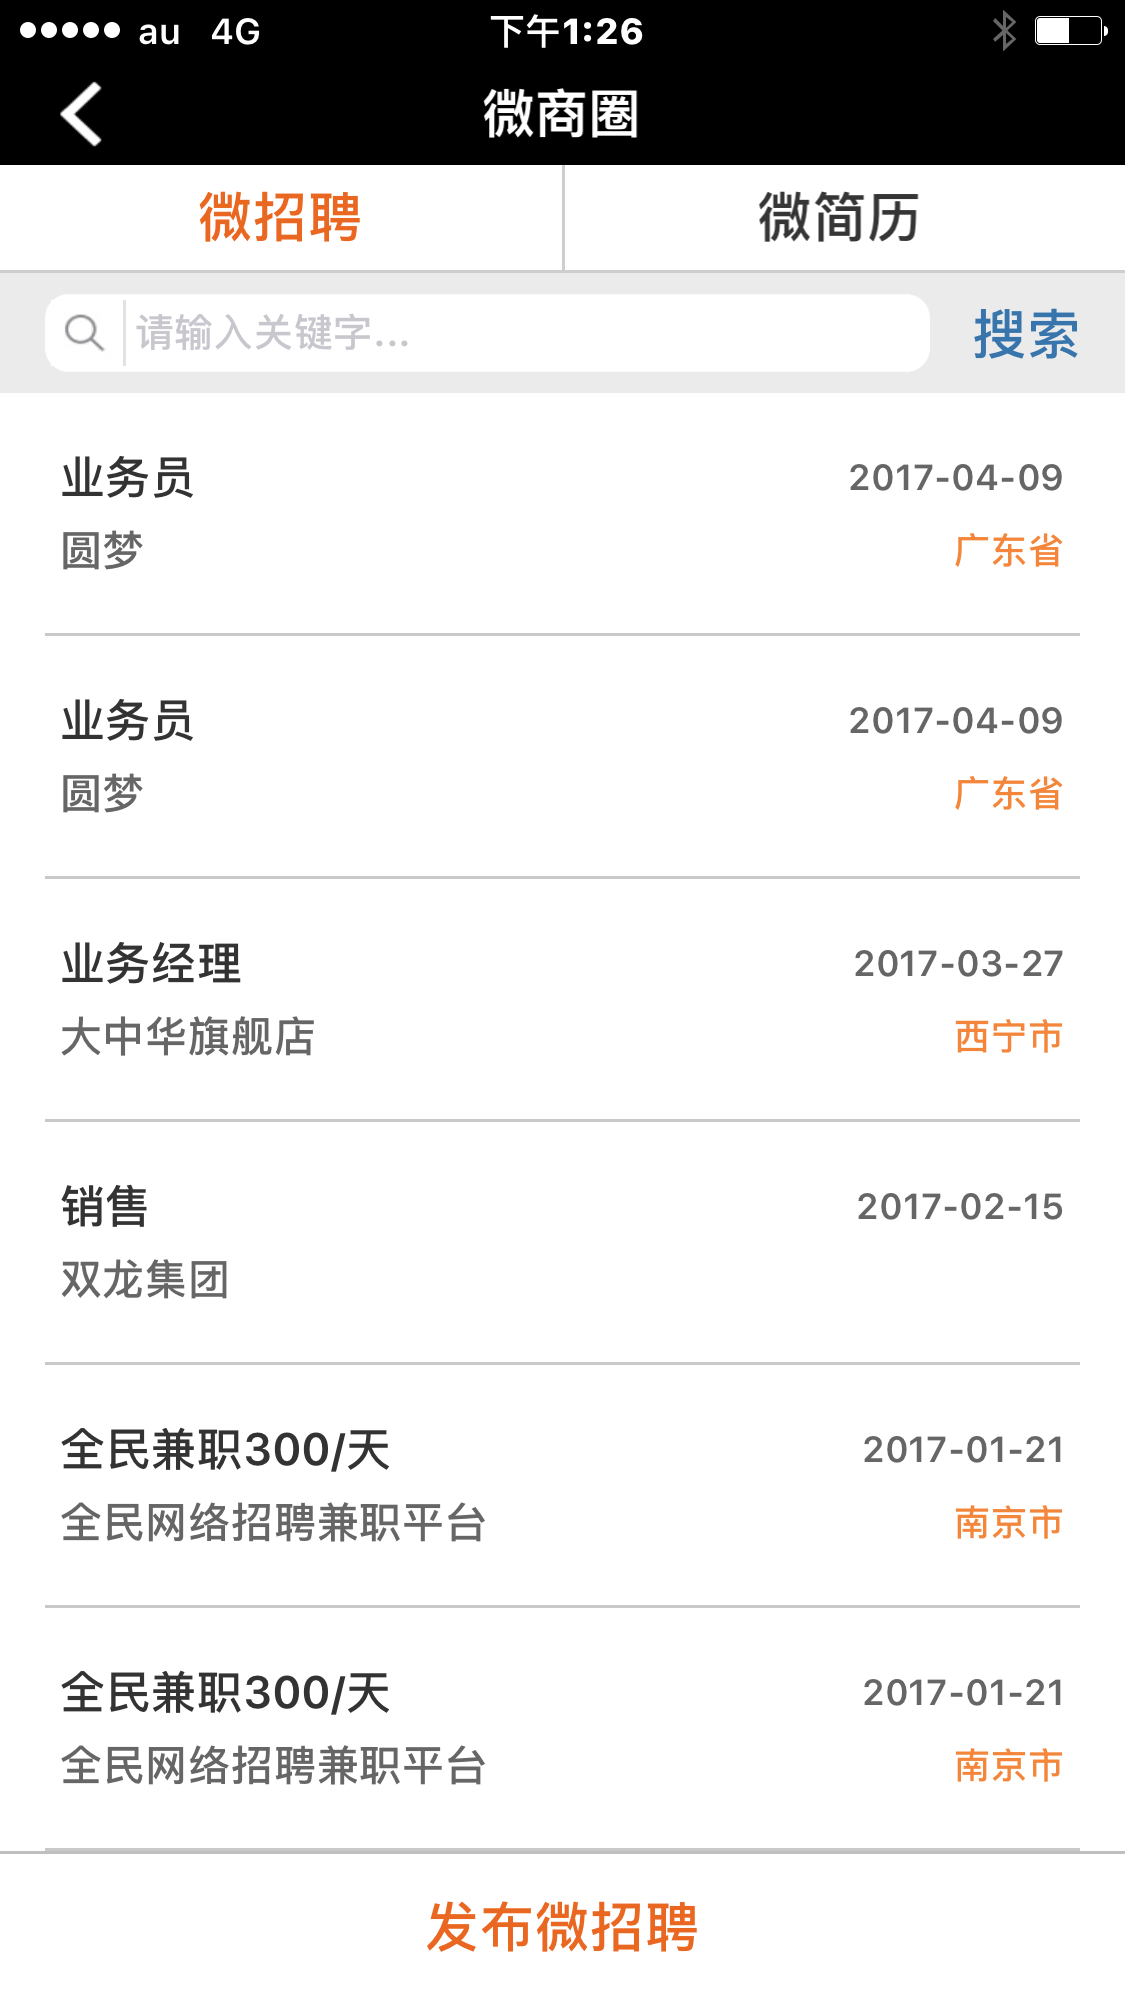 au 4G 下午1:26
微商圈
微招聘 微简历
请输入关键字... 搜索
业务员 2017-04-09
圆梦 广东省
业务员 2017-04-09
圆梦 广东省
业务经理 2017-03-27
大中华旗舰店 西宁市
销售 2017-02-15
双龙集团
全民兼职300/天 2017-01-21
全民网络招聘兼职平台 南京市
全民兼职300/天 2017-01-21
全民网络招聘兼职平台 南京市
发布微招聘